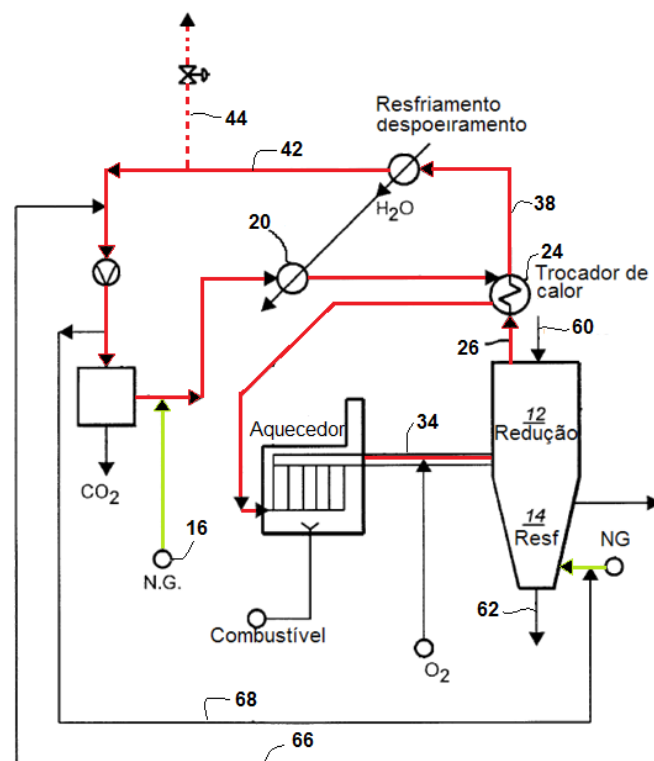 44
Resfriamento
despoeiramento
42
H2O
38
20
24
Trocador de
calor
60
26
12
Redução
Aquecedor
34
14
Resf
NG
CO2
16
N.G.
62
Combustível
O2
68
66